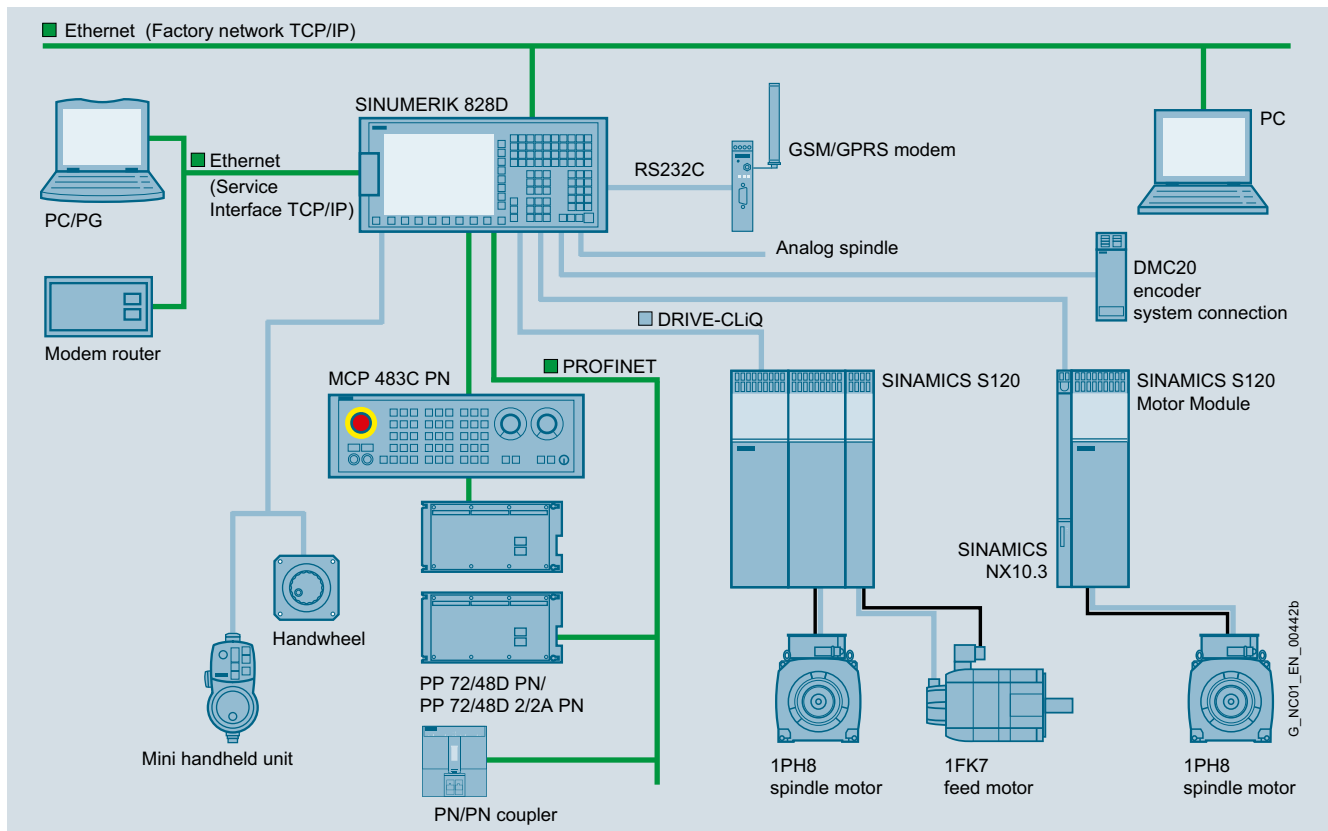 Ethernet (Factory network TCP/IP)
SINUMERIK 828D
PC
GSM/GPRS modem
RS232C
Ethernet
(Service
Interface TCP/IP)
PC/PG
Analog spindle
DMC20
encoder
system connection
Modem router
DRIVE-CLiQ
PROFINET
MCP 483C PN
SINAMICS S120
SINAMICS S120
Motor Module
SINAMICS
NX10.3
Handwheel
PP 72/48D PN/
PP 72/48D 2/2A PN
Mini handheld unit
PN/PN coupler
1PH8
spindle motor
1FK7
feed motor
1PH8
spindle motor
G_NC01_EN_00442b